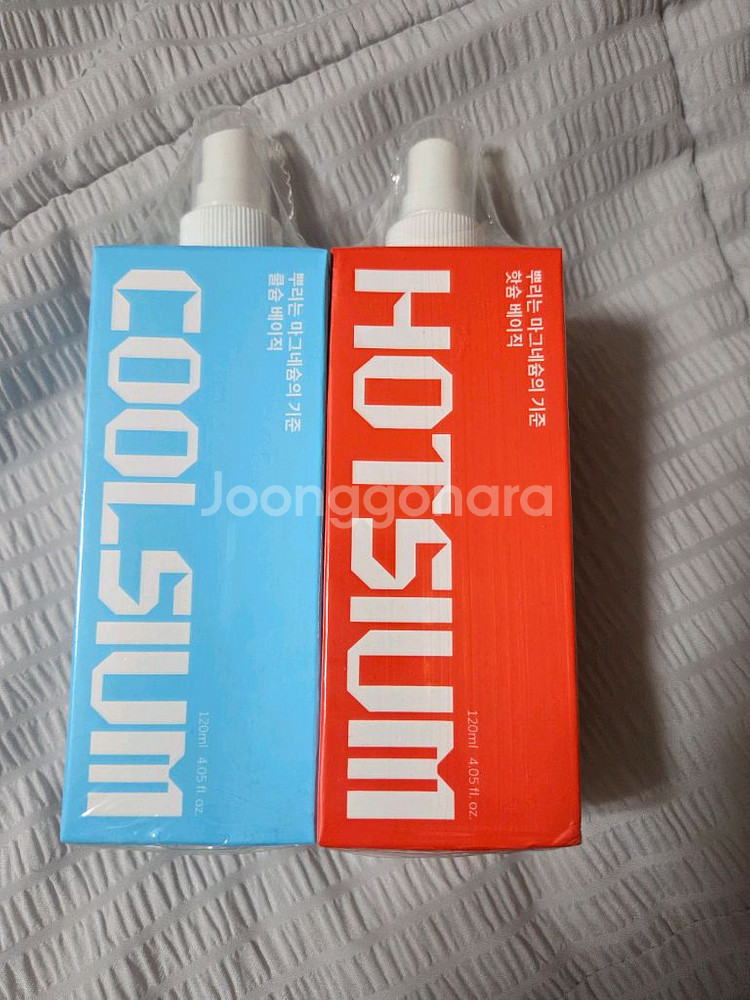 뿌리는 마그네슘의 기준
쿨슘 베이직
COOLSIUM
120ml 4.05 fl. oz.
뿌리는 마그네슘의 기준
핫슘 베이직
HOTSIUM
120ml 4.05 fl. oz.
Joonggonara